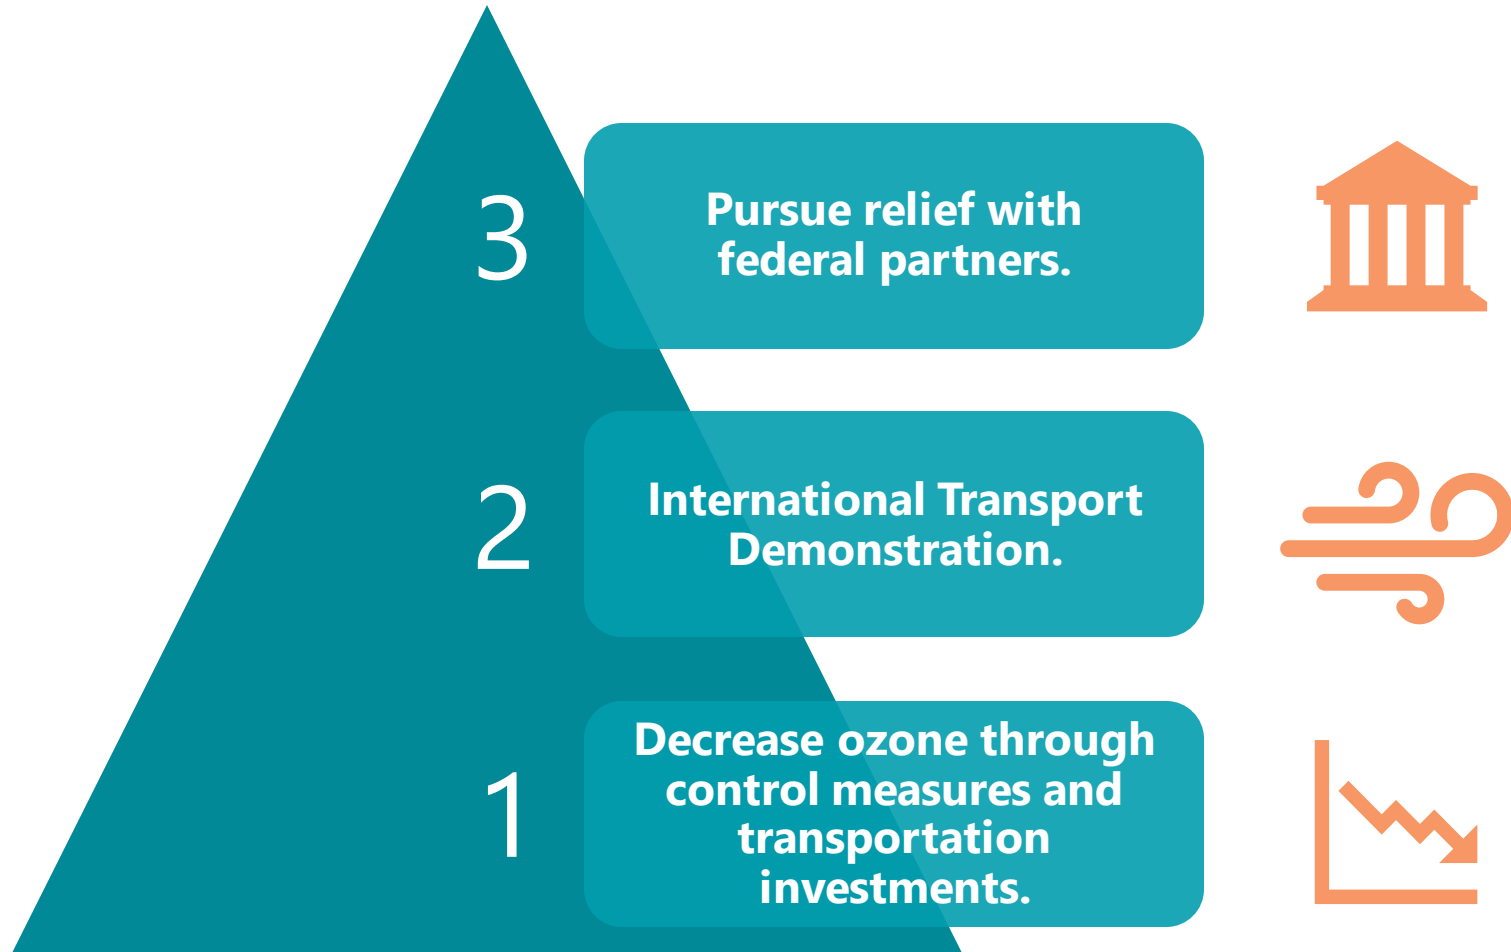 3
Pursue relief with
federal partners.
2
International Transport
Demonstration.
1
Decrease ozone through
control measures and
transportation
investments.